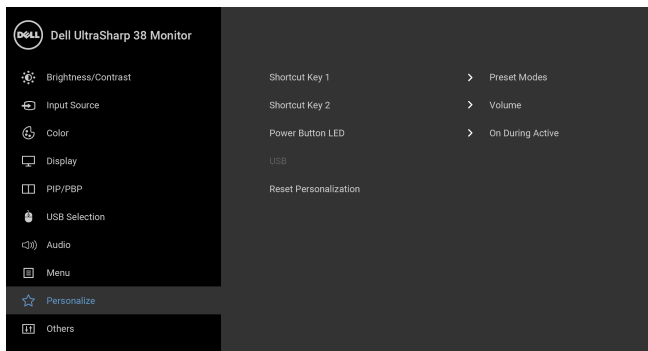 DELL Dell UltraSharp 38 Monitor
Brightness/Contrast
Input Source
Color
Display
PIP/PBP
USB Selection
Audio
Menu
Personalize
Others
Shortcut Key 1 Preset Modes
Shortcut Key 2 Volume
Power Button LED On During Active
USB
Reset Personalization